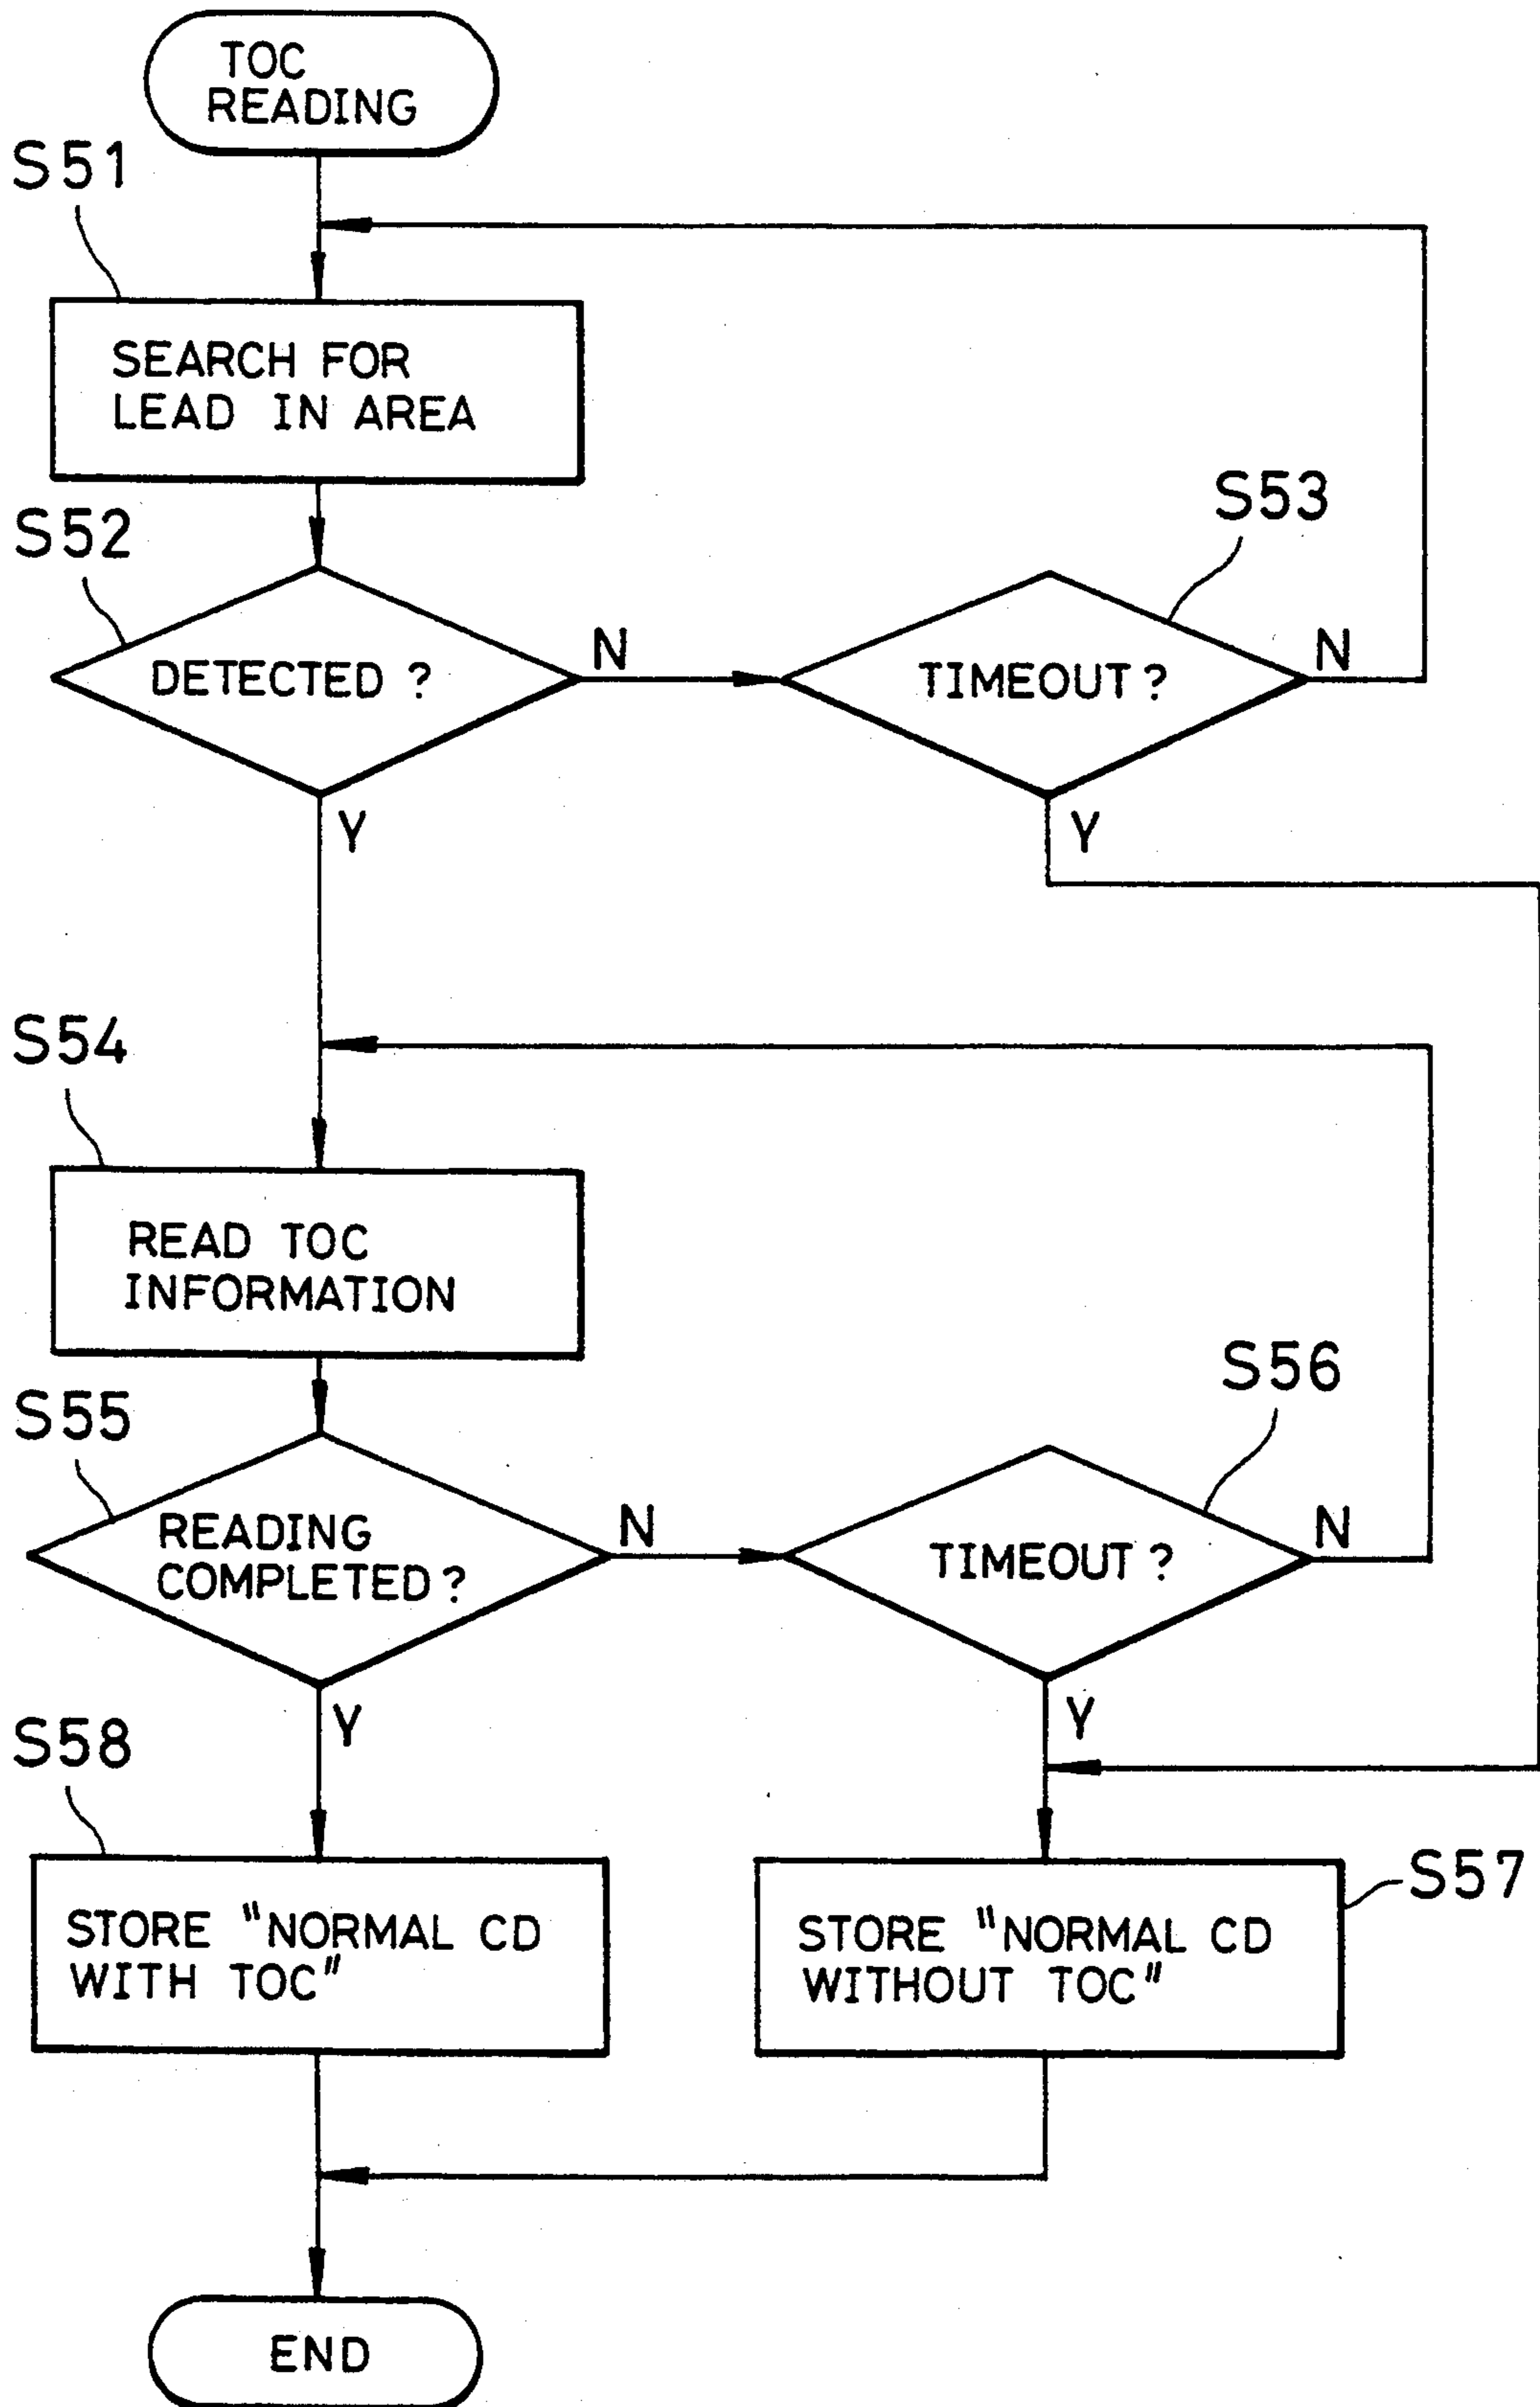 TOC
READING
S51
SEARCH FOR
LEAD IN AREA
S52
DETECTED ?
N
S53
TIMEOUT ?
N
Y
Y
S54
READ TOC
INFORMATION
S55
READING
COMPLETED ?
N
S56
TIMEOUT ?
N
Y
Y
S58
STORE "NORMAL CD
WITH TOC"
STORE "NORMAL CD
WITHOUT TOC"
S57
END